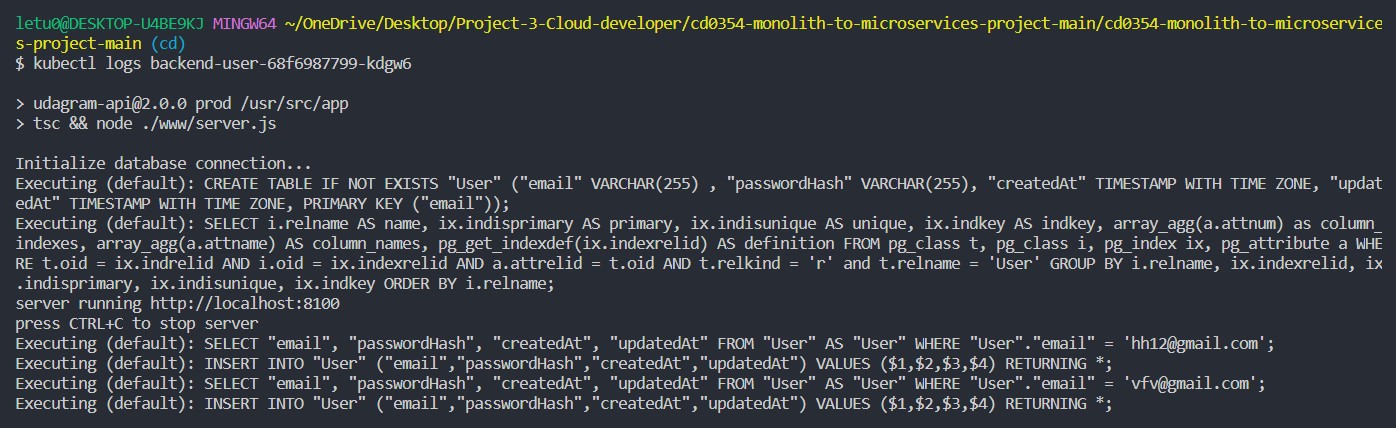 letu0@DESKTOP-U4BE9KJ MINGW64 ~/OneDrive/Desktop/Project-3-Cloud-developer/cd0354-monolith-to-microservices-project-main/cd0354-monolith-to-microservice
s-project-main (cd)
$ kubectl logs backend-user-68f6987799-kdgw6
> udagram-api@2.0.0 prod /usr/src/app
> tsc && node ./www/server.js
Initialize database connection...
Executing (default): CREATE TABLE IF NOT EXISTS "User" ("email" VARCHAR(255) , "passwordHash" VARCHAR(255), "createdAt" TIMESTAMP WITH TIME ZONE, "updat
edAt" TIMESTAMP WITH TIME ZONE, PRIMARY KEY ("email"));
Executing (default): SELECT i.relname AS name, ix.indisprimary AS primary, ix.indisunique AS unique, ix.indkey AS indkey, array_agg(a.attnum) as column_
indexes, array_agg(a.attname) AS column_names, pg_get_indexdef(ix.indexrelid) AS definition FROM pg_class t, pg_class i, pg_index ix, pg_attribute a WHE
RE t.oid = ix.indrelid AND i.oid = ix.indexrelid AND a.attrelid = t.oid AND t.relkind = 'r' and t.relname = 'User' GROUP BY i.relname, ix.indexrelid, ix
.indisprimary, ix.indisunique, ix.indkey ORDER BY i.relname;
server running http://localhost:8100
press CTRL+C to stop server
Executing (default): SELECT "email", "passwordHash", "createdAt", "updatedAt" FROM "User" AS "User" WHERE "User"."email" = 'hh12@gmail.com';
Executing (default): INSERT INTO "User" ("email","passwordHash","createdAt","updatedAt") VALUES ($1,$2,$3,$4) RETURNING *;
Executing (default): SELECT "email", "passwordHash", "createdAt", "updatedAt" FROM "User" AS "User" WHERE "User"."email" = 'vfv@gmail.com';
Executing (default): INSERT INTO "User" ("email","passwordHash","createdAt","updatedAt") VALUES ($1,$2,$3,$4) RETURNING *;